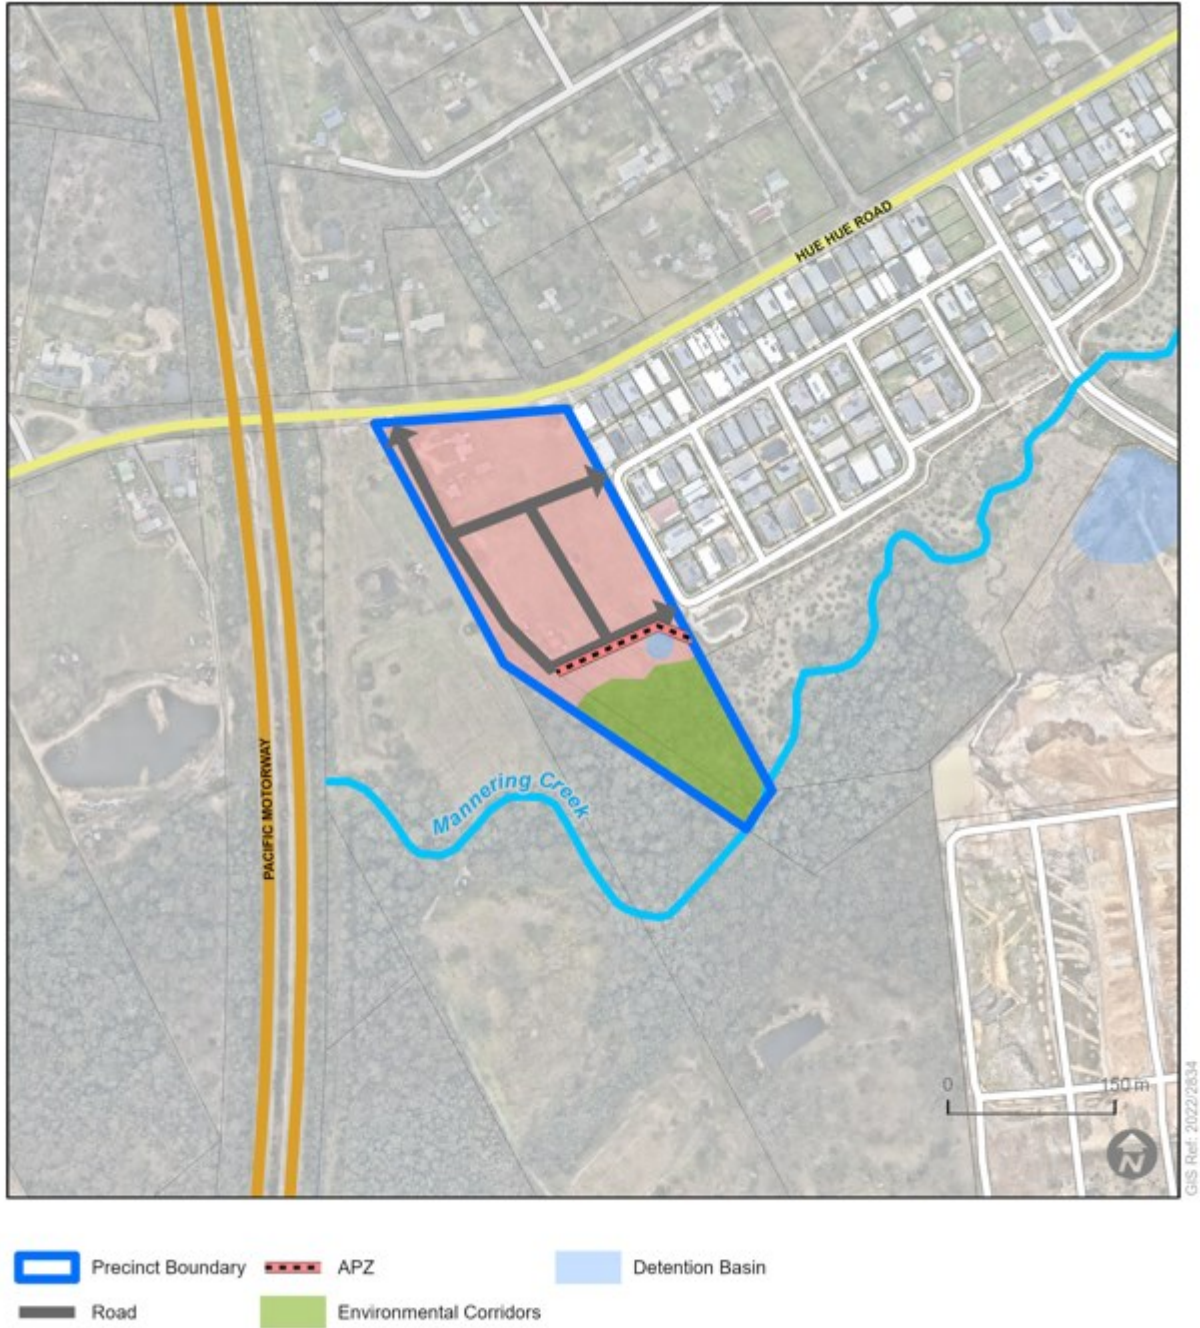 HUE HUE ROAD
PACIFIC MOTORWAY
Mannering Creek
0 150 m
N
GIS Ref: 2022/2834
Precinct Boundary
APZ
Detention Basin
Road
Environmental Corridors